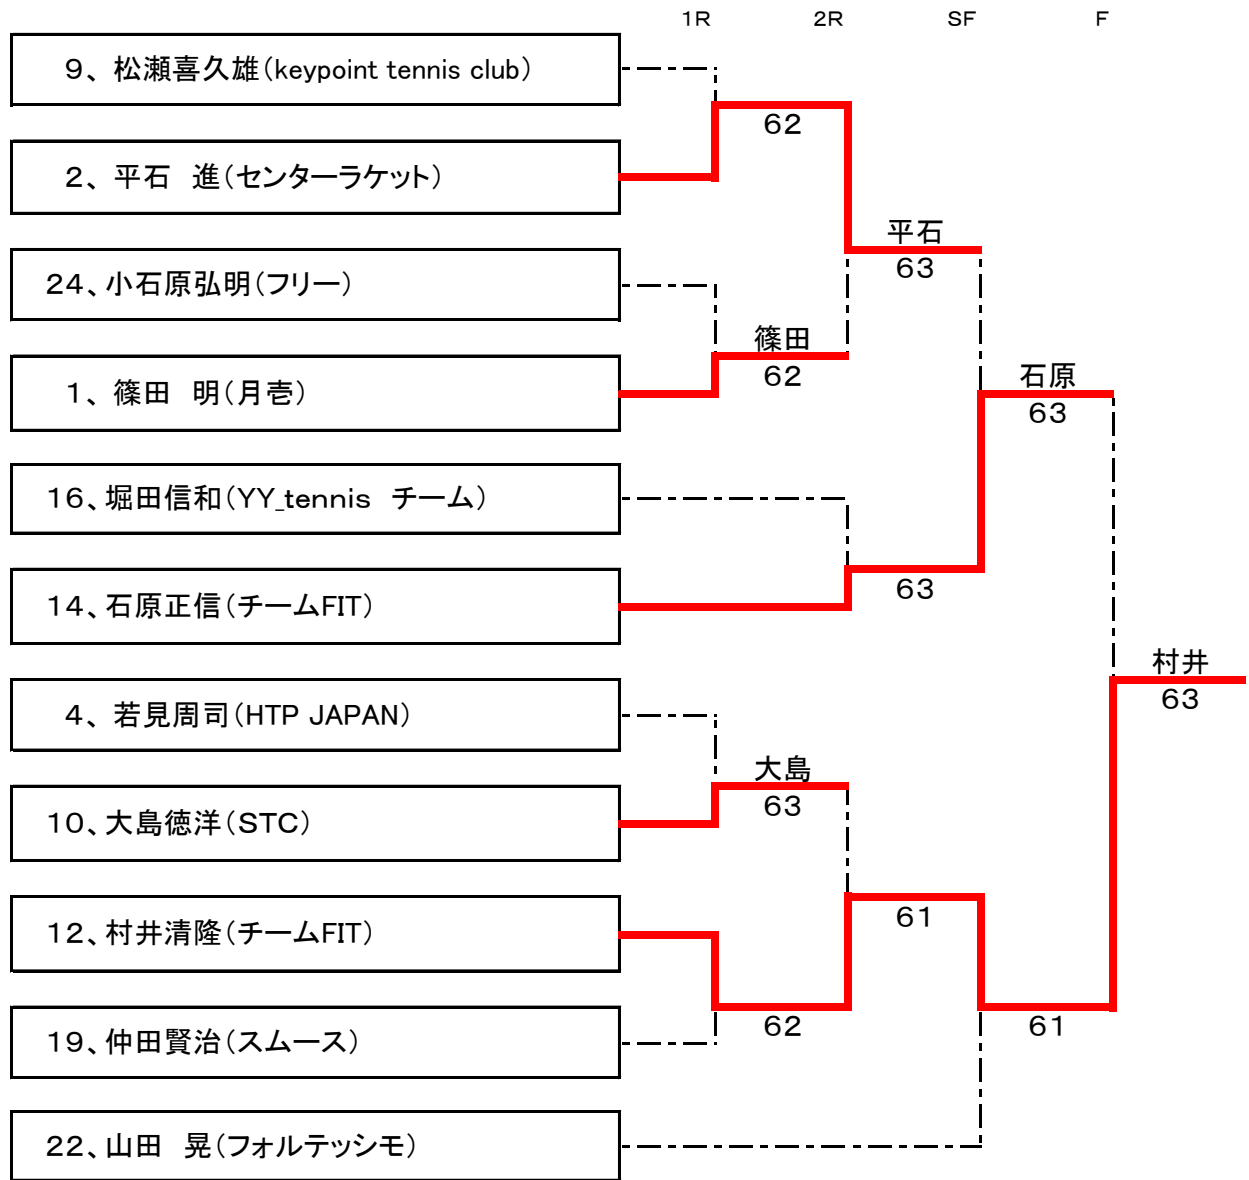 1R 2R SF F
9、 松瀬喜久雄(keypoint tennis club)
62
2、 平石 進(センターラケット)
平石
63
24、小石原弘明(フリー)
篠田
62
1、 篠田 明(月壱)
石原
63
16、堀田信和(YY_tennis チーム)
63
14、石原正信(チームFIT)
村井
63
4、 若見周司(HTP JAPAN)
大島
63
10、大島徳洋(STC)
61
12、村井清隆(チームFIT)
62
61
19、仲田賢治(スムース)
22、山田 晃(フォルテッシモ)